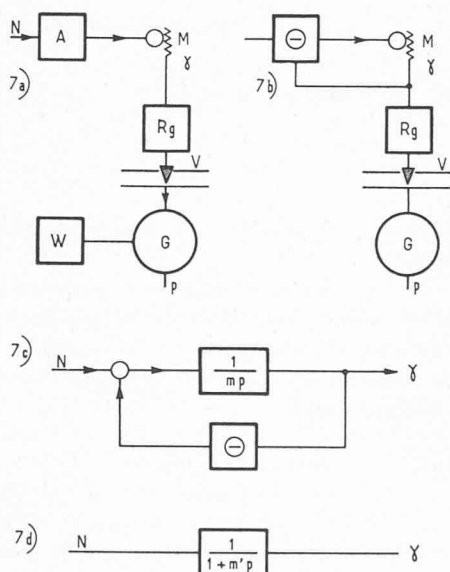 N A M
γ
7a)
Rg
V
W G
p
⊖ M
γ
7b)
Rg
V
G
p
7c)
N 1/mp γ
⊖
7d)
N 1/1+m'p γ